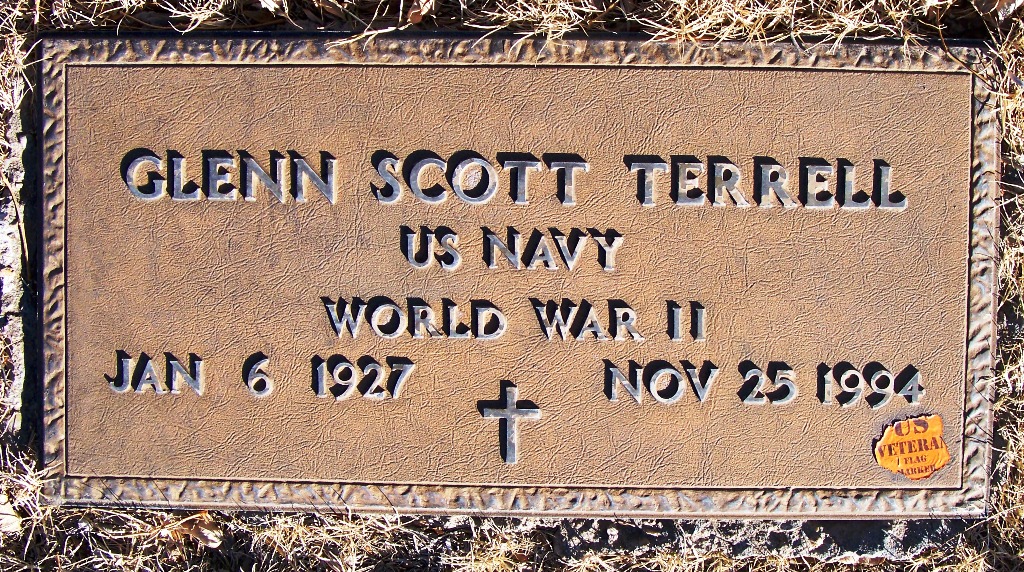 GLENN SCOTT TERRELL
US NAVY
WORLD WAR II
JAN 6 1927 NOV 25 1994
US
VETERAN
FLAG
MARKER